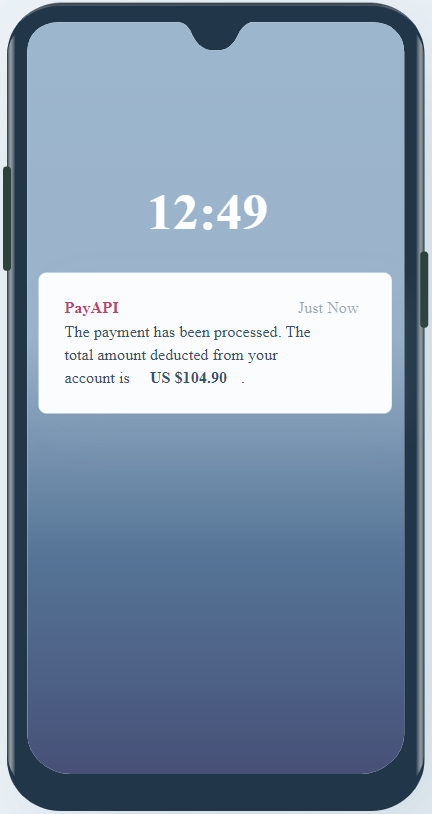 12:49
PayAPI Just Now
The payment has been processed. The
total amount deducted from your
account is US $104.90 .